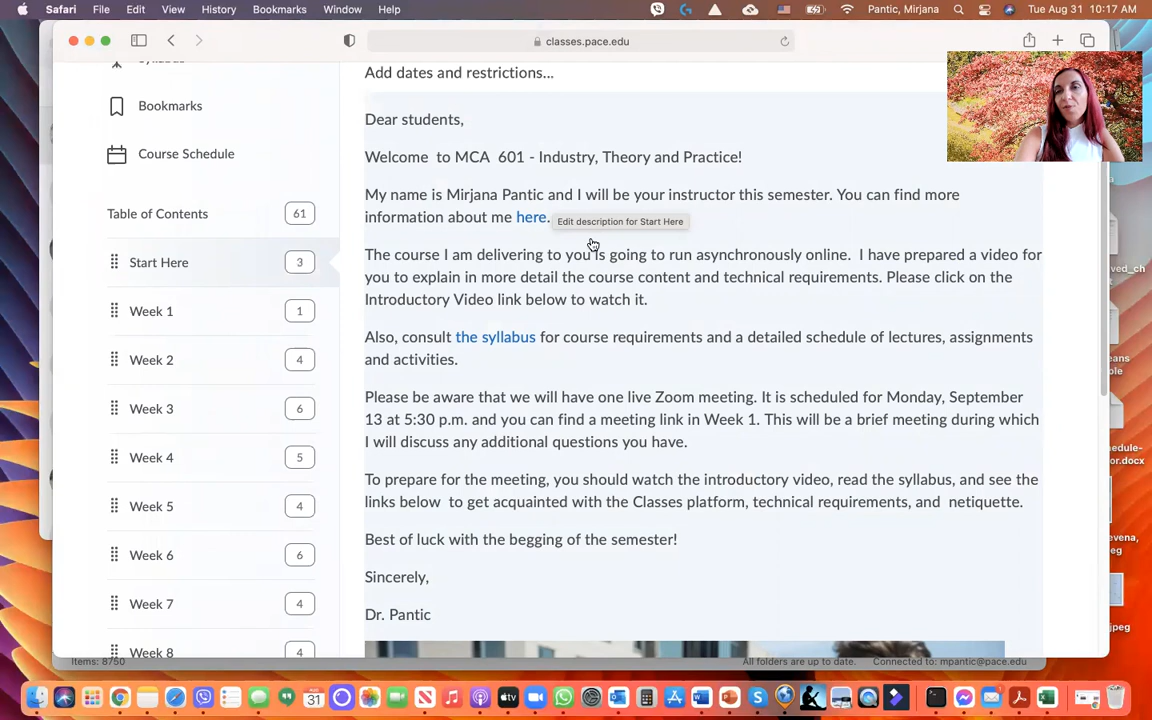 Safari File Edit View History Bookmarks Window Help Pantic, Mirjana Tue Aug 31 10:17 AM
classes.pace.edu
Add dates and restrictions...
Bookmarks
Course Schedule
Table of Contents 61
Start Here 3
Week 1 1
Week 2 4
Week 3 6
Week 4 5
Week 5 4
Week 6 6
Week 7 4
Week 8 4
Dear students,
Welcome to MCA 601 - Industry, Theory and Practice!
My name is Mirjana Pantic and I will be your instructor this semester. You can find more
information about me here.
Edit description for Start Here
The course I am delivering to you is going to run asynchronously online. I have prepared a video for
you to explain in more detail the course content and technical requirements. Please click on the
Introductory Video link below to watch it.
Also, consult the syllabus for course requirements and a detailed schedule of lectures, assignments
and activities.
Please be aware that we will have one live Zoom meeting. It is scheduled for Monday, September
13 at 5:30 p.m. and you can find a meeting link in Week 1. This will be a brief meeting during which
I will discuss any additional questions you have.
To prepare for the meeting, you should watch the introductory video, read the syllabus, and see the
links below to get acquainted with the Classes platform, technical requirements, and netiquette.
Best of luck with the begging of the semester!
Sincerely,
Dr. Pantic
Items: 8750 All folders are up to date. Connected to: mpantic@pace.edu
ved_ch
eans
ple
hedule-
or.docx
evena,
peg
jpeg